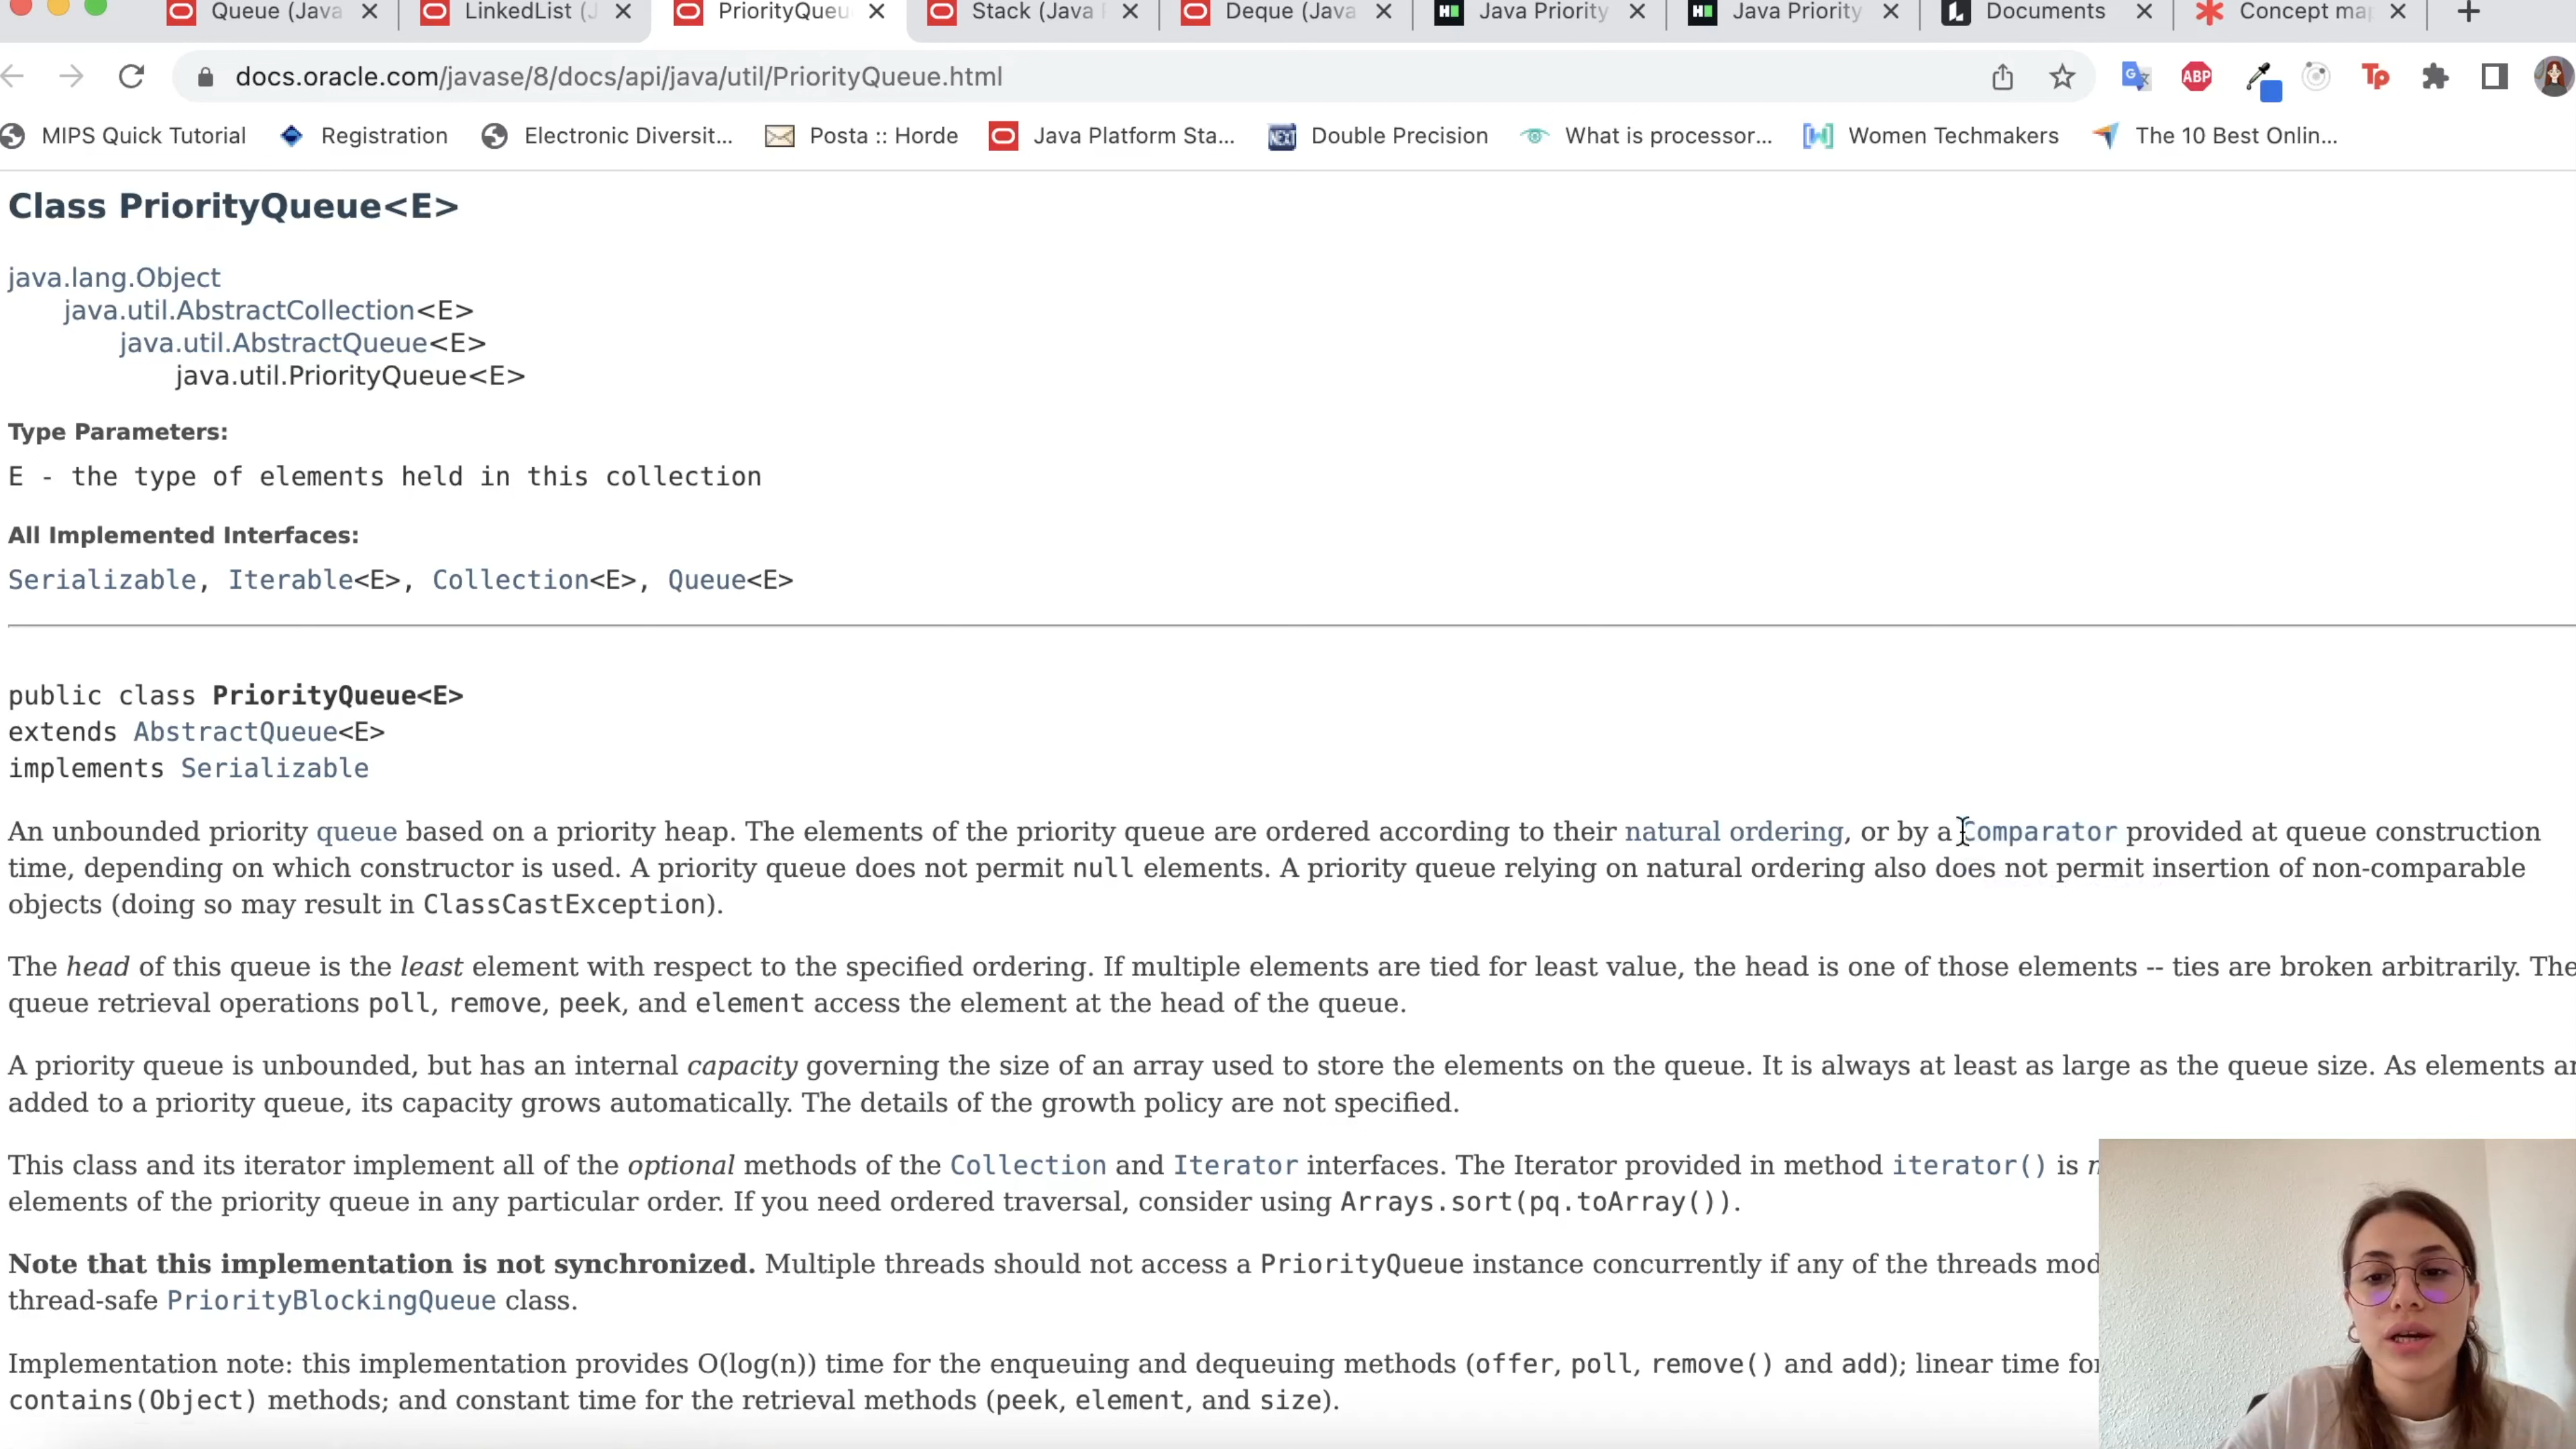 Queue (Java
LinkedList (J
PriorityQueu
Stack (Java
Deque (Java
Java Priority
Java Priority
Documents
Concept ma
docs.oracle.com/javase/8/docs/api/java/util/PriorityQueue.html
ABP
Tp
MIPS Quick Tutorial
Registration
Electronic Diversit...
Posta :: Horde
Java Platform Sta...
Double Precision
What is processor...
Women Techmakers
The 10 Best Onlin...
Class PriorityQueue<E>
java.lang.Object
java.util.AbstractCollection<E>
java.util.AbstractQueue<E>
java.util.PriorityQueue<E>
Type Parameters:
E - the type of elements held in this collection
All Implemented Interfaces:
Serializable, Iterable<E>, Collection<E>, Queue<E>
public class PriorityQueue<E>
extends AbstractQueue<E>
implements Serializable
An unbounded priority queue based on a priority heap. The elements of the priority queue are ordered according to their natural ordering, or by a Comparator provided at queue construction
time, depending on which constructor is used. A priority queue does not permit null elements. A priority queue relying on natural ordering also does not permit insertion of non-comparable
objects (doing so may result in ClassCastException).
The head of this queue is the least element with respect to the specified ordering. If multiple elements are tied for least value, the head is one of those elements -- ties are broken arbitrarily. The
queue retrieval operations poll, remove, peek, and element access the element at the head of the queue.
A priority queue is unbounded, but has an internal capacity governing the size of an array used to store the elements on the queue. It is always at least as large as the queue size. As elements ar
added to a priority queue, its capacity grows automatically. The details of the growth policy are not specified.
This class and its iterator implement all of the optional methods of the Collection and Iterator interfaces. The Iterator provided in method iterator() is n
elements of the priority queue in any particular order. If you need ordered traversal, consider using Arrays.sort(pq.toArray()).
Note that this implementation is not synchronized. Multiple threads should not access a PriorityQueue instance concurrently if any of the threads mod
thread-safe PriorityBlockingQueue class.
Implementation note: this implementation provides O(log(n)) time for the enqueuing and dequeuing methods (offer, poll, remove() and add); linear time for
contains(Object) methods; and constant time for the retrieval methods (peek, element, and size).